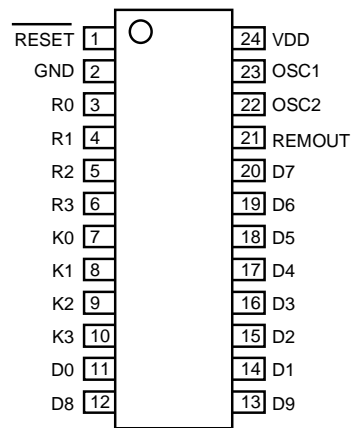 RESET 1 24 VDD
GND 2 23 OSC1
R0 3 22 OSC2
R1 4 21 REMOUT
R2 5 20 D7
R3 6 19 D6
K0 7 18 D5
K1 8 17 D4
K2 9 16 D3
K3 10 15 D2
D0 11 14 D1
D8 12 13 D9